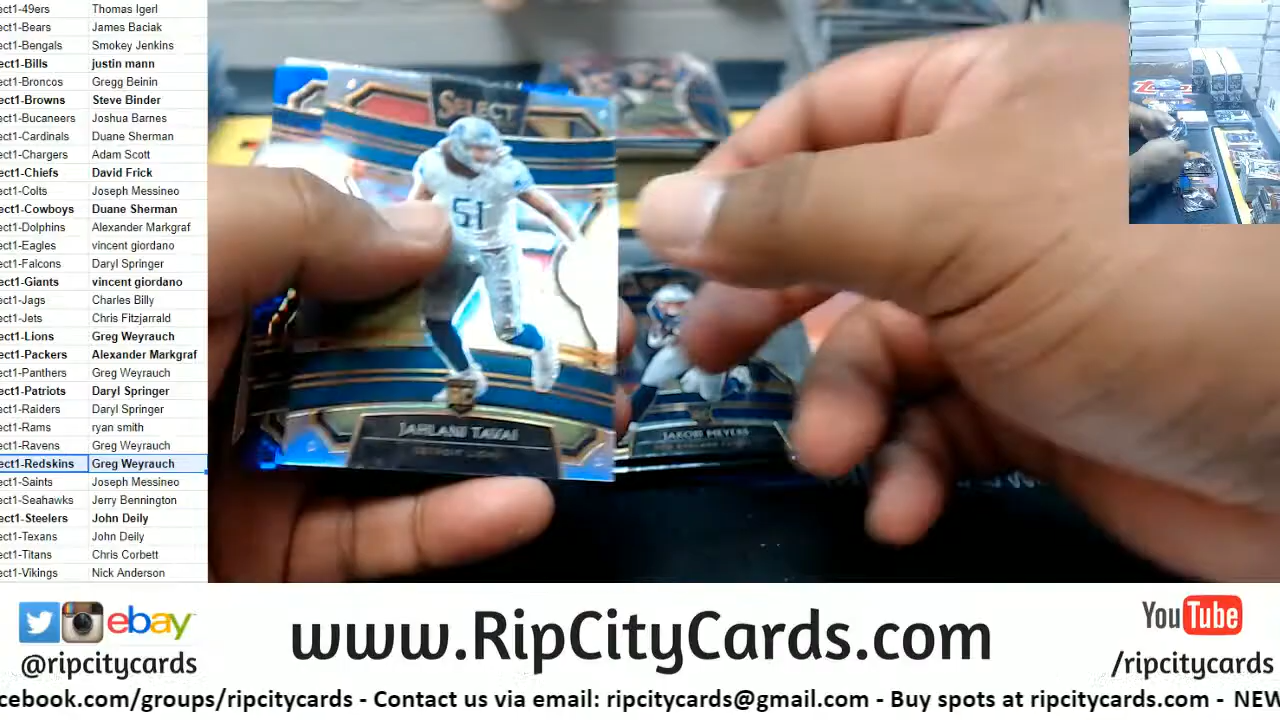 ect1-49ers Thomas Igerl
ect1-Bears James Baciak
ect1-Bengals Smokey Jenkins
ect1-Bills justin mann
ect1-Broncos Gregg Beinin
ect1-Browns Steve Binder
ect1-Bucaneers Joshua Barnes
ect1-Cardinals Duane Sherman
ect1-Chargers Adam Scott
ect1-Chiefs David Frick
ect1-Colts Joseph Messineo
ect1-Cowboys Duane Sherman
ect1-Dolphins Alexander Markgraf
ect1-Eagles vincent giordano
ect1-Falcons Daryl Springer
ect1-Giants vincent giordano
ect1-Jags Charles Billy
ect1-Jets Chris Fitzjarrald
ect1-Lions Greg Weyrauch
ect1-Packers Alexander Markgraf
ect1-Panthers Greg Weyrauch
ect1-Patriots Daryl Springer
ect1-Raiders Daryl Springer
ect1-Rams ryan smith
ect1-Ravens Greg Weyrauch
ect1-Redskins Greg Weyrauch
ect1-Saints Joseph Messineo
ect1-Seahawks Jerry Bennington
ect1-Steelers John Deily
ect1-Texans John Deily
ect1-Titans Chris Corbett
ect1-Vikings Nick Anderson
SELECT
51
RC
JAHLANI TAVAI
DETROIT LIONS
JAKOBI MEYERS
ebay
@ripcitycards
www.RipCityCards.com
YouTube
/ripcitycards
cebook.com/groups/ripcitycards - Contact us via email: ripcitycards@gmail.com - Buy spots at ripcitycards.com - NEW